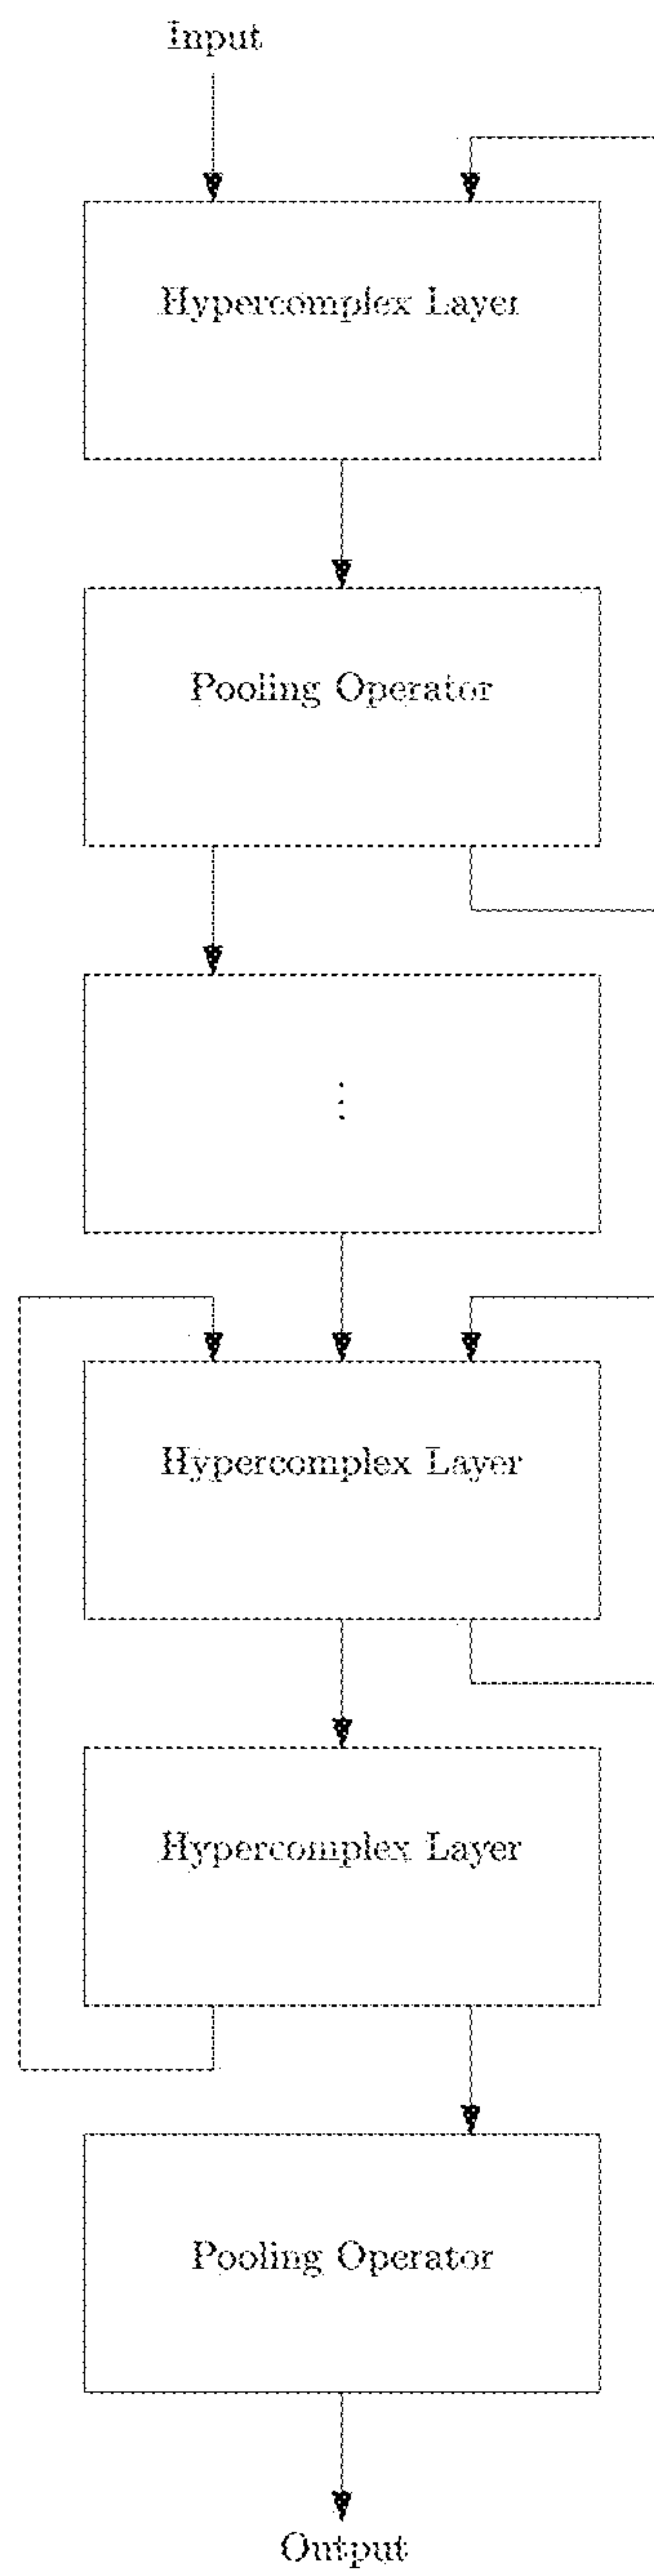 Input
Hypercomplex Layer
Pooling Operator
⋮
Hypercomplex Layer
Hypercomplex Layer
Pooling Operator
Output